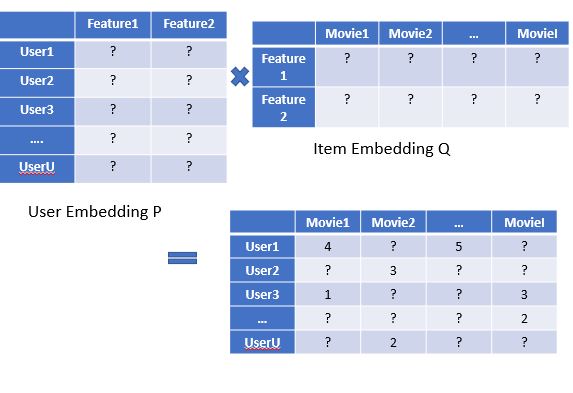 Feature1 Feature2
User1 ? ?
User2 ? ?
User3 ? ?
…. ? ?
UserU ? ?
User Embedding P
Movie1 Movie2 … MovieI
Feature
1 ? ? ? ?
Feature
2 ? ? ? ?
Item Embedding Q
Movie1 Movie2 … MovieI
User1 4 ? 5 ?
User2 ? 3 ? ?
User3 1 ? ? 3
… ? ? ? 2
UserU ? 2 ? ?